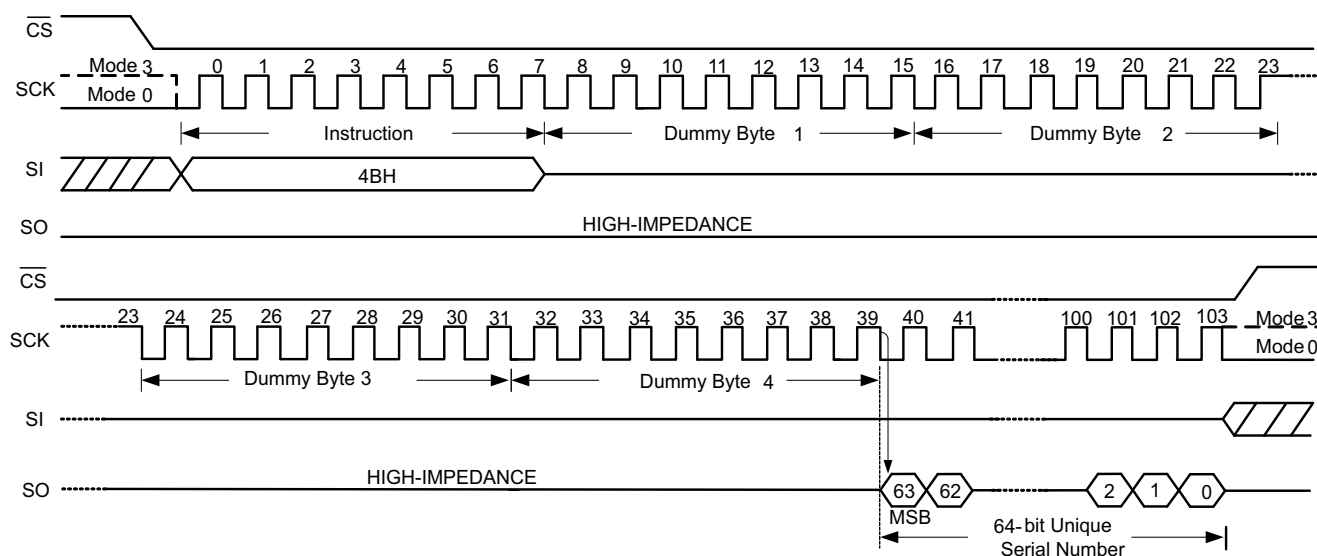 CS
Mode 3
SCK
Mode 0
0 1 2 3 4 5 6 7 8 9 10 11 12 13 14 15 16 17 18 19 20 21 22 23
Instruction Dummy Byte 1 Dummy Byte 2
SI
4BH
SO
HIGH-IMPEDANCE
CS
SCK
23 24 25 26 27 28 29 30 31 32 33 34 35 36 37 38 39 40 41 100 101 102 103
Mode 3
Mode 0
Dummy Byte 3 Dummy Byte 4
SI
HIGH-IMPEDANCE
SO
63 62 2 1 0
MSB
64-bit Unique
Serial Number